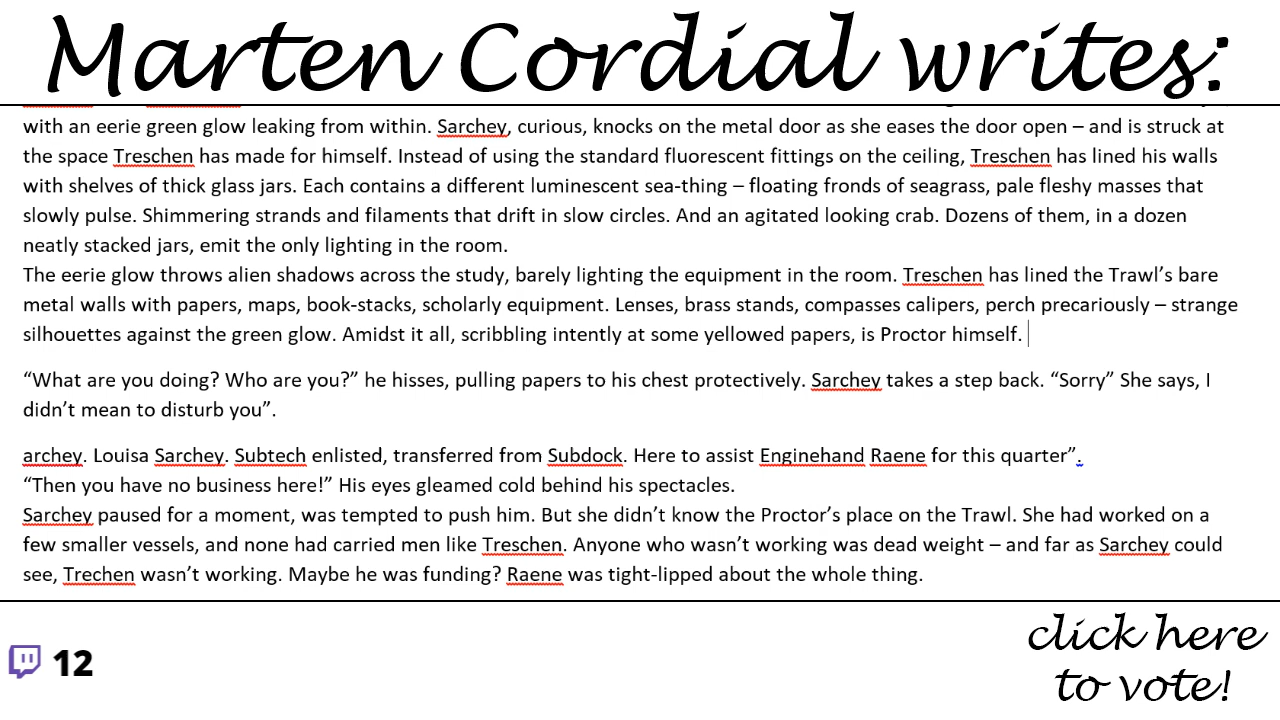 Marten Cordial writes:
with an eerie green glow leaking from within. Sarchey, curious, knocks on the metal door as she eases the door open – and is struck at
the space Treschen has made for himself. Instead of using the standard fluorescent fittings on the ceiling, Treschen has lined his walls
with shelves of thick glass jars. Each contains a different luminescent sea-thing – floating fronds of seagrass, pale fleshy masses that
slowly pulse. Shimmering strands and filaments that drift in slow circles. And an agitated looking crab. Dozens of them, in a dozen
neatly stacked jars, emit the only lighting in the room.
The eerie glow throws alien shadows across the study, barely lighting the equipment in the room. Treschen has lined the Trawl’s bare
metal walls with papers, maps, book-stacks, scholarly equipment. Lenses, brass stands, compasses calipers, perch precariously – strange
silhouettes against the green glow. Amidst it all, scribbling intently at some yellowed papers, is Proctor himself.
“What are you doing? Who are you?” he hisses, pulling papers to his chest protectively. Sarchey takes a step back. “Sorry” She says, I
didn’t mean to disturb you”.
archey. Louisa Sarchey. Subtech enlisted, transferred from Subdock. Here to assist Enginehand Raene for this quarter”.
“Then you have no business here!” His eyes gleamed cold behind his spectacles.
Sarchey paused for a moment, was tempted to push him. But she didn’t know the Proctor’s place on the Trawl. She had worked on a
few smaller vessels, and none had carried men like Treschen. Anyone who wasn’t working was dead weight – and far as Sarchey could
see, Trechen wasn’t working. Maybe he was funding? Raene was tight-lipped about the whole thing.
12
click here
to vote!